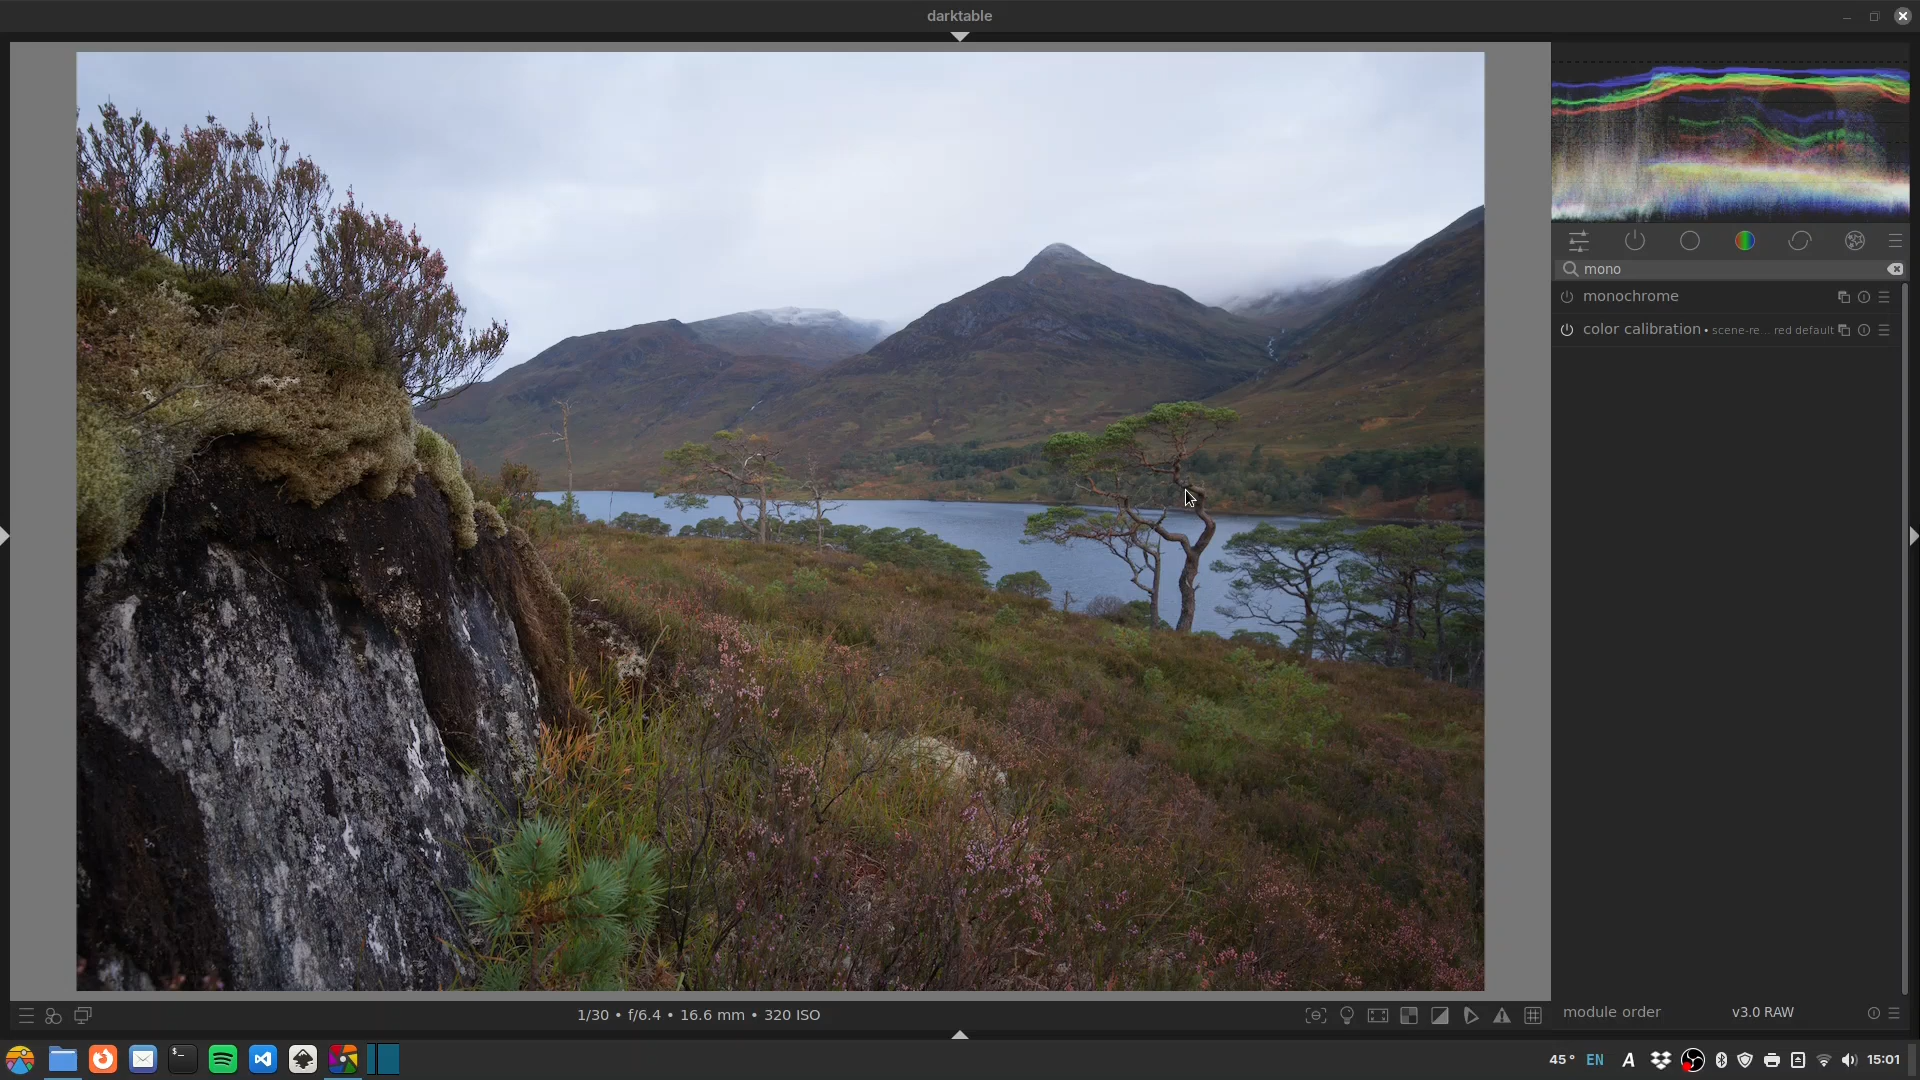 darktable
mono
monochrome
color calibration • scene-re... red default
1/30 • f/6.4 • 16.6 mm • 320 ISO
module order v3.0 RAW
45° EN A 15:01